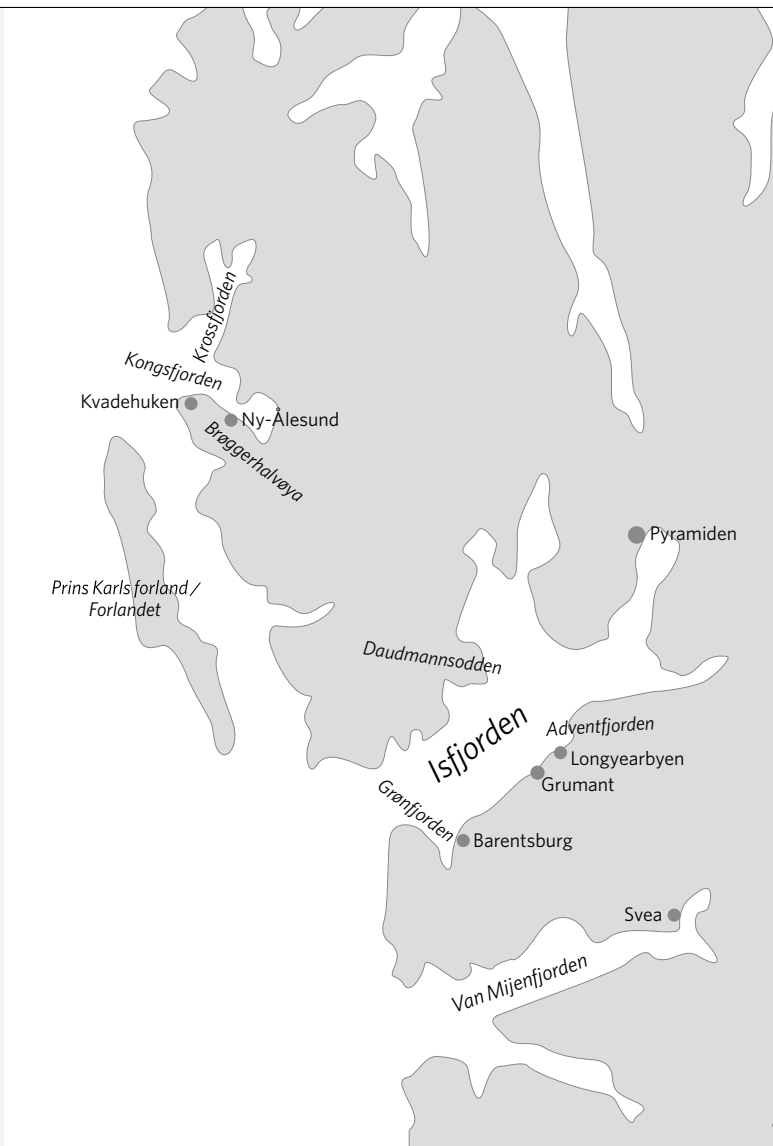 Krossfjorden
Kongsfjorden
Kvadehuken
Ny-Ålesund
Brøggerhalvøya
Pyramiden
Prins Karls forland /
Forlandet
Daudmannsodden
Isfjorden
Adventfjorden
Longyearbyen
Grumant
Grønfjorden
Barentsburg
Svea
Van Mijenfjorden